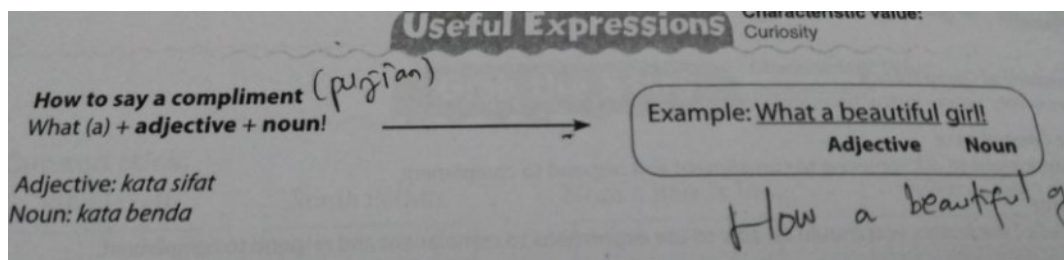 Useful Expressions
Characteristic Value:
Curiosity
How to say a compliment (pujian)
What (a) + adjective + noun!
Example: What a beautiful girl!
Adjective Noun
Adjective: kata sifat
Noun: kata benda
How a beautiful g